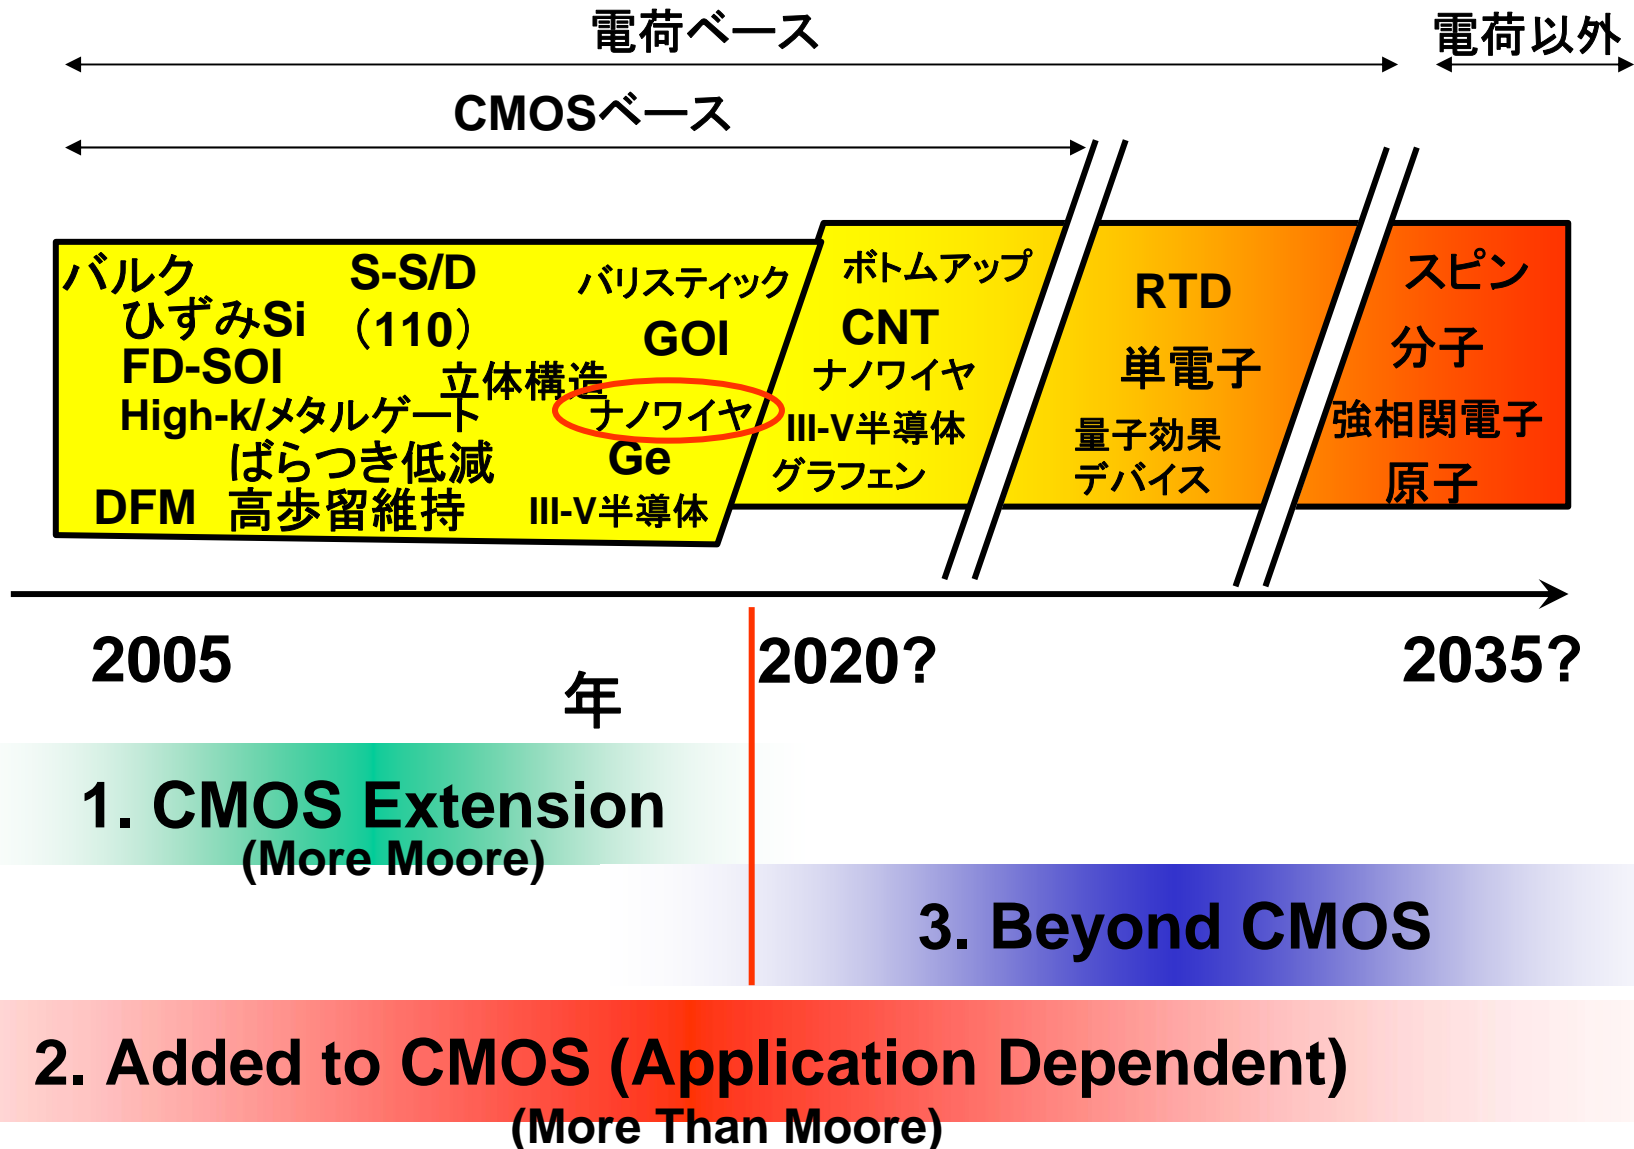 電荷ベース
電荷以外
CMOSベース
バルク
ひずみSi
FD-SOI
High-k/メタルゲート
ばらつき低減
DFM 高歩留維持
S-S/D
（110）
立体構造
バリスティック
GOI
ナノワイヤ
Ge
III-V半導体
ボトムアップ
CNT
ナノワイヤ
III-V半導体
グラフェン
RTD
単電子
量子効果
デバイス
スピン
分子
強相関電子
原子
2005
年
2020?
2035?
1. CMOS Extension
(More Moore)
3. Beyond CMOS
2. Added to CMOS (Application Dependent)
(More Than Moore)